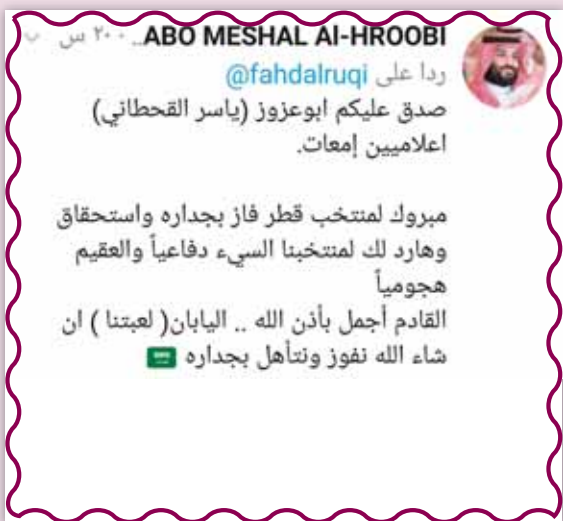 ABO MESHAL Al-HROOBI.. ٢٠٠ س
ردا على @fahdalruqi
صدق عليكم ابوعزوز (ياسر القحطاني)
اعلاميين إمعات.
مبروك لمنتخب قطر فاز بجداره واستحقاق
وهارد لك لمنتخبنا السيء دفاعياً والعقيم
هجومياً
القادم أجمل بأذن الله .. اليابان( لعبتنا ) ان
شاء الله نفوز ونتأهل بجداره